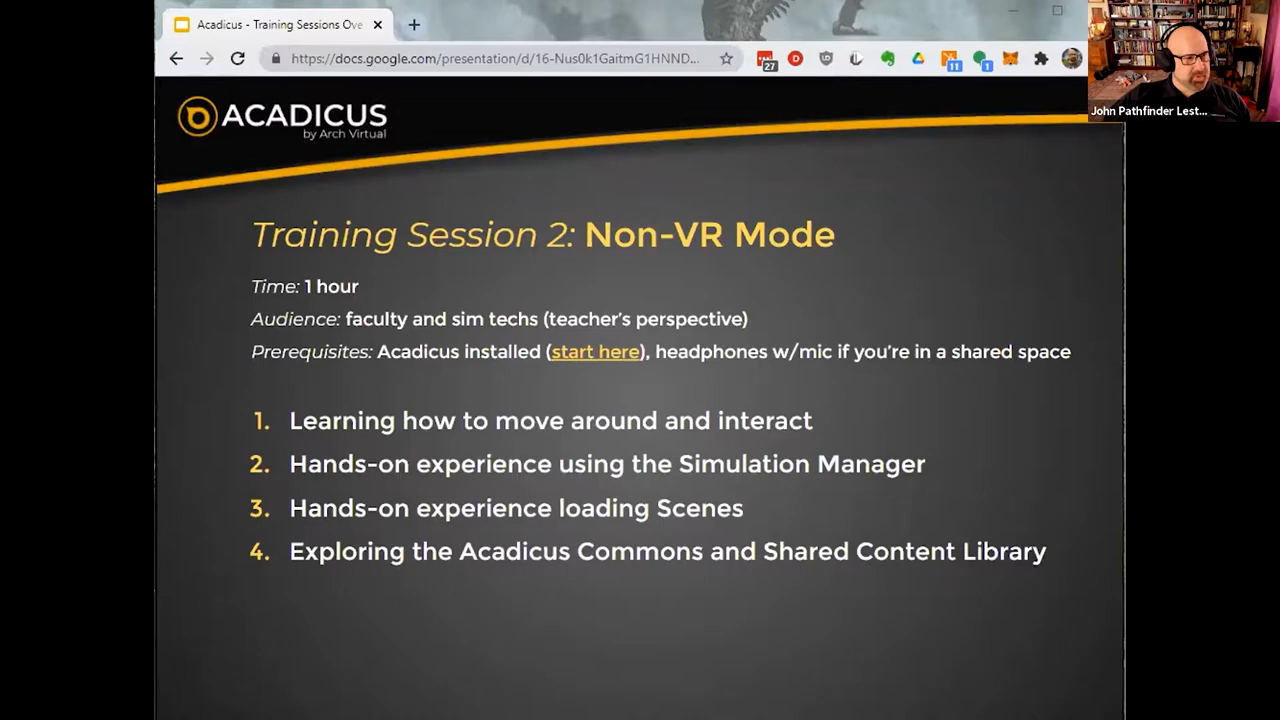 Acadicus - Training Sessions Ove
https://docs.google.com/presentation/d/16-Nus0k1GaitmG1HNND...
27
11
1
John Pathfinder Lest...
ACADICUS
by Arch Virtual
Training Session 2: Non-VR Mode
Time: 1 hour
Audience: faculty and sim techs (teacher's perspective)
Prerequisites: Acadicus installed (start here), headphones w/mic if you're in a shared space
1. Learning how to move around and interact
2. Hands-on experience using the Simulation Manager
3. Hands-on experience loading Scenes
4. Exploring the Acadicus Commons and Shared Content Library